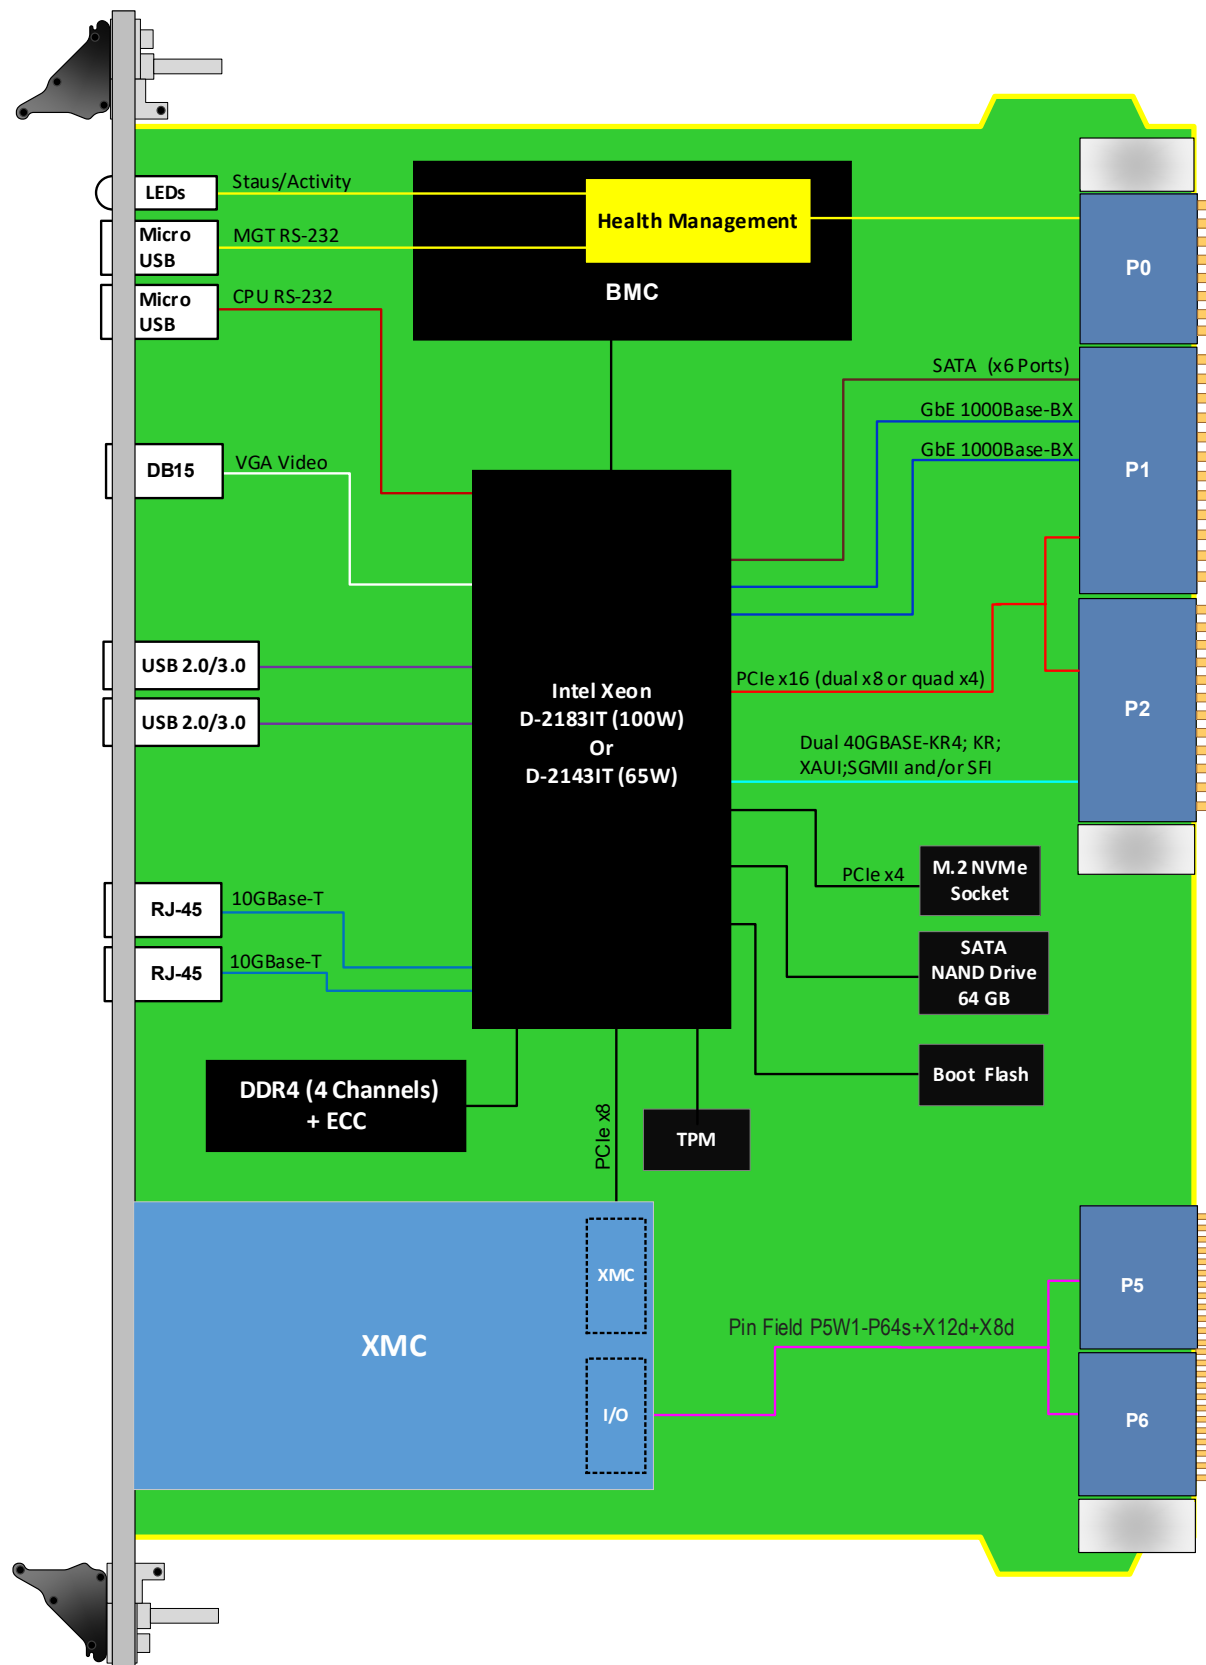 LEDs
Staus/Activity
Micro
USB
MGT RS-232
Micro
USB
CPU RS-232
Health Management
BMC
P0
SATA  (x6 Ports)
GbE 1000Base-BX
GbE 1000Base-BX
P1
DB15
VGA Video
USB 2.0/3.0
USB 2.0/3.0
Intel Xeon
D-2183IT (100W)
Or
D-2143IT (65W)
PCIe x16 (dual x8 or quad x4)
P2
Dual 40GBASE-KR4; KR;
XAUI;SGMII and/or SFI
PCIe x4
M.2 NVMe
Socket
RJ-45
10GBase-T
RJ-45
10GBase-T
SATA
NAND Drive
64 GB
Boot  Flash
DDR4 (4 Channels)
+ ECC
PCIe x8
TPM
XMC
XMC
I/O
Pin Field P5W1-P64s+X12d+X8d
P5
P6